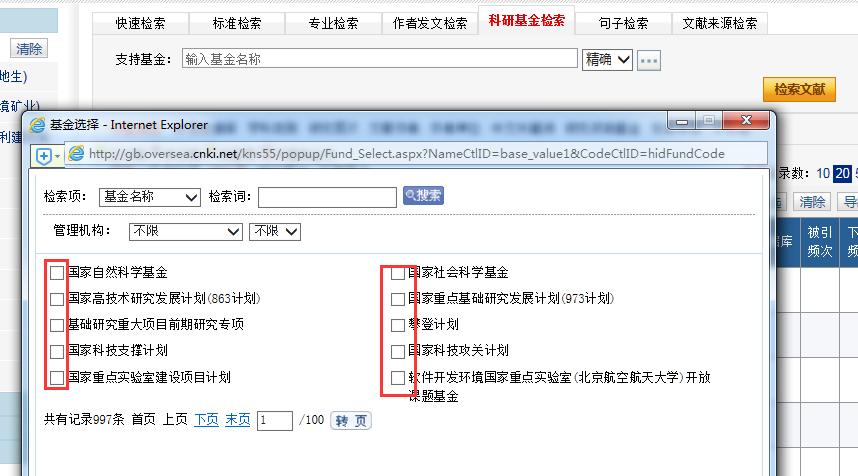 快速检索 标准检索 专业检索 作者发文检索 科研基金检索 句子检索 文献来源检索
清除
支持基金： 输入基金名称 精确 ...
地生)
检索文献
境矿业)
基金选择 - Internet Explorer
利建
http://gb.oversea.cnki.net/kns55/popup/Fund_Select.aspx?NameCtlID=base_value1&CodeCtlID=hidFundCode
录数： 10 20
检索项： 基金名称 检索词： 搜索
清除 导
管理机构： 不限 不限
库 被引频次 下频
国家自然科学基金 国家社会科学基金
国家高技术研究发展计划(863计划) 国家重点基础研究发展计划(973计划)
基础研究重大项目前期研究专项 攀登计划
国家科技支撑计划 国家科技攻关计划
国家重点实验室建设项目计划 软件开发环境国家重点实验室(北京航空航天大学)开放
课题基金
共有记录997条 首页 上页 下页 末页 1 /100 转 页